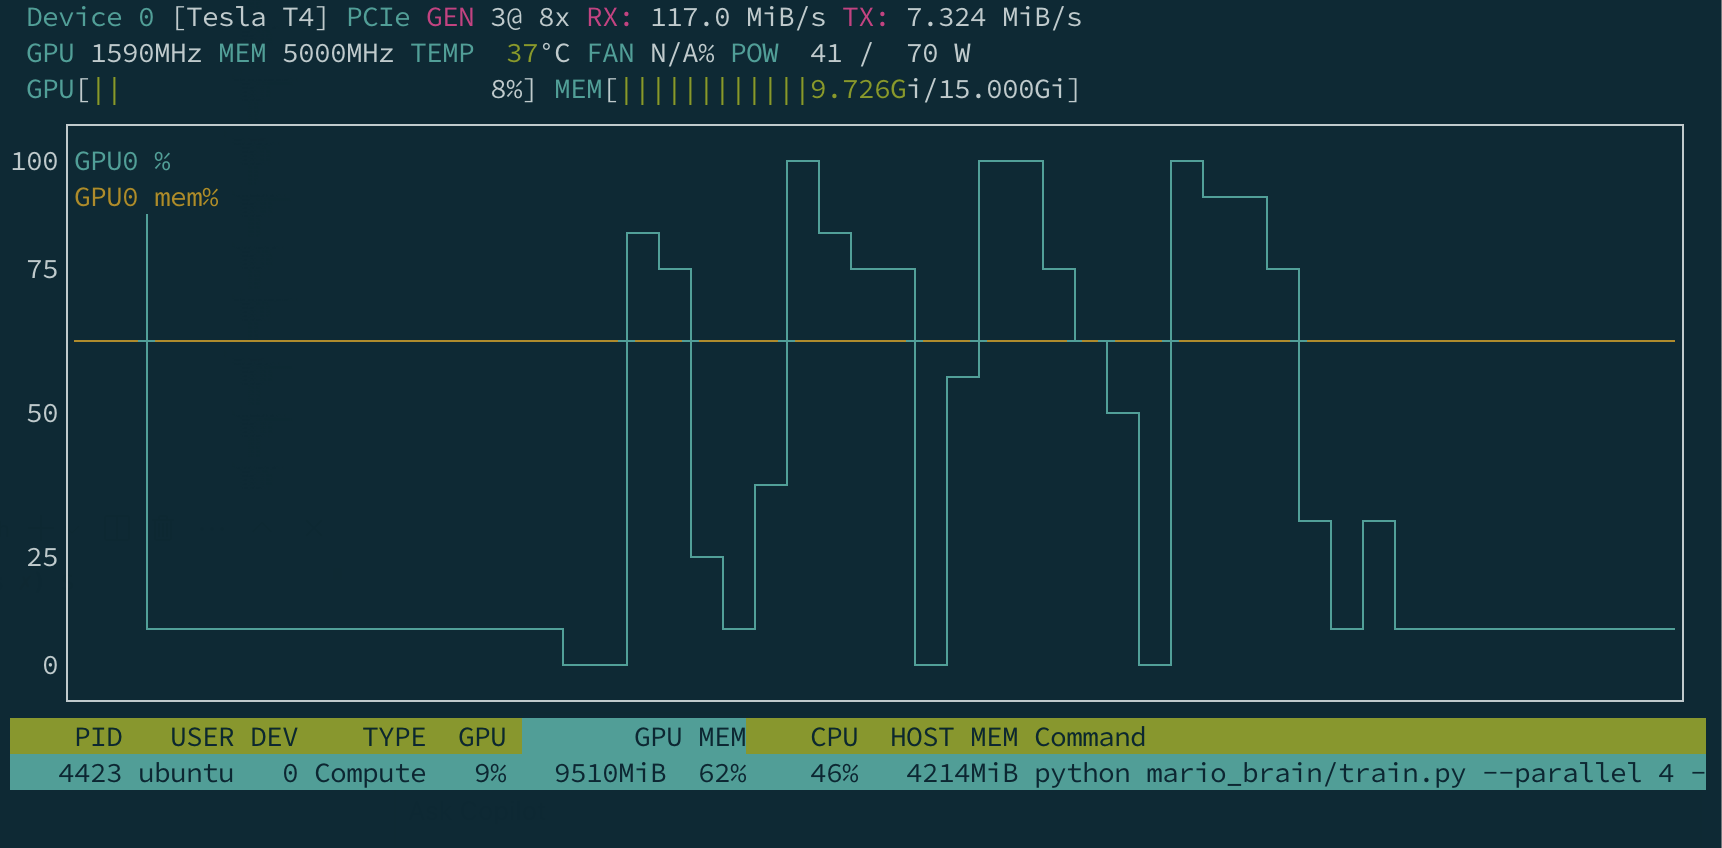 Device 0 [Tesla T4] PCIe GEN 3@ 8x RX: 117.0 MiB/s TX: 7.324 MiB/s
GPU 1590MHz MEM 5000MHz TEMP  37°C FAN N/A% POW  41 /  70 W
GPU[||                       8%] MEM[||||||||||||9.726Gi/15.000Gi]
100
GPU0 %
GPU0 mem%
75
50
25
0
PID   USER DEV    TYPE  GPU        GPU MEM    CPU  HOST MEM Command
4423 ubuntu   0 Compute   9%   9510MiB  62%    46%   4214MiB python mario_brain/train.py --parallel 4 -